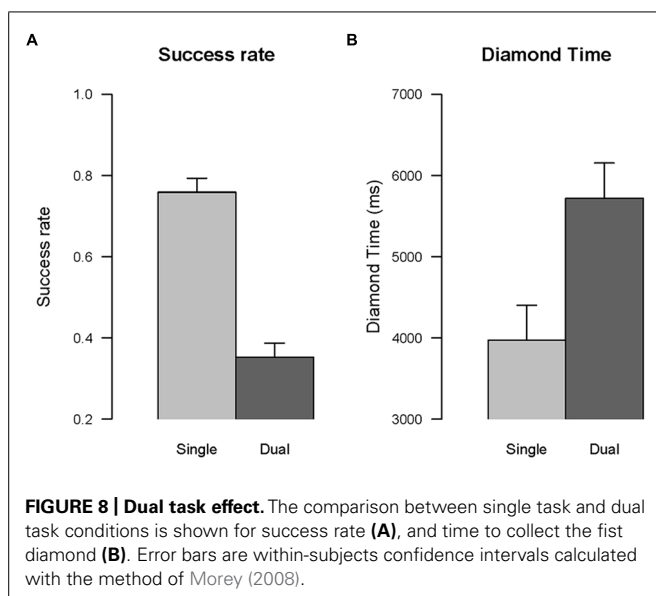 A
Success rate
1.0
0.8
0.6
0.4
0.2
Success rate
Single Dual
B
Diamond Time
7000
6000
5000
4000
3000
Diamond Time (ms)
Single Dual
FIGURE 8 | Dual task effect. The comparison between single task and dual
task conditions is shown for success rate (A), and time to collect the fist
diamond (B). Error bars are within-subjects confidence intervals calculated
with the method of Morey (2008).